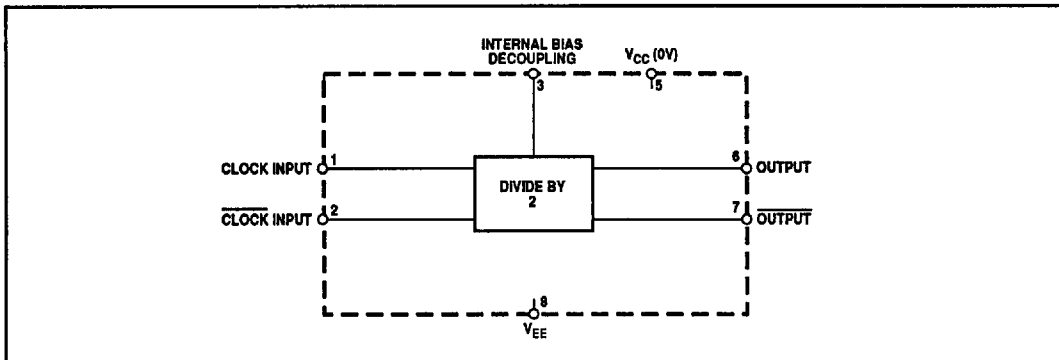 INTERNAL BIAS
DECOUPLING
VCC (0V)
3
5
CLOCK INPUT
1
6
OUTPUT
DIVIDE BY
2
CLOCK INPUT
2
7
OUTPUT
8
VEE